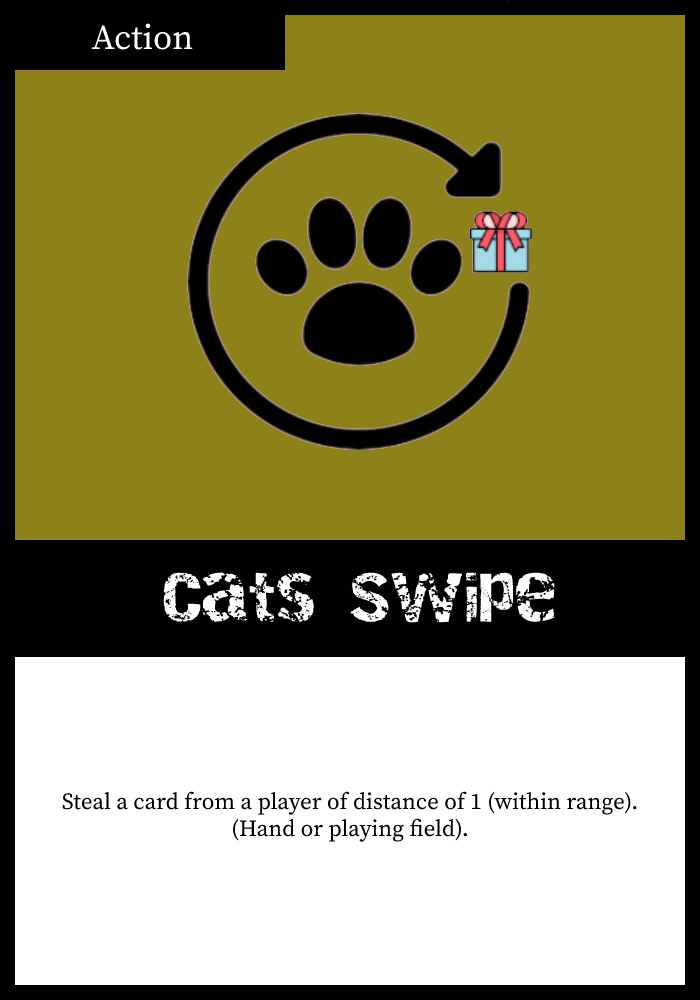 Action
cats swipe
Steal a card from a player of distance of 1 (within range).
(Hand or playing field).